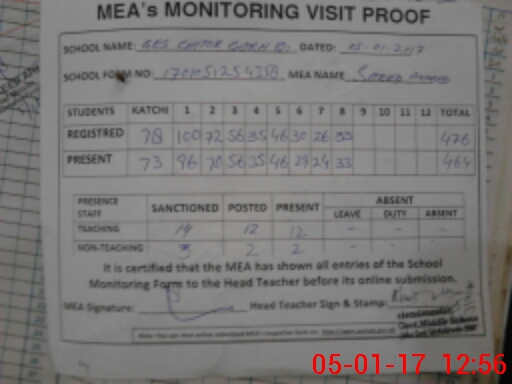 MEA's MONITORING VISIT PROOF
SCHOOL NAME: GES DATED: 05-01-2017
SCHOOL FORM NO: MEA NAME
STUDENTS KATCHI 1 2 3 4 5 6 7 8 9 10 11 12 TOTAL
REGISTRED 78 100 72 56 35 46 30 26 33 476
PRESENT 73 96 70 56 35 46 29 24 33 464
PRESENCE STAFF SANCTIONED POSTED PRESENT ABSENT
LEAVE DUTY ABSENT
TEACHING 19 12 12 - - -
NON-TEACHING 3 2 2 - - -
It is certified that the MEA has shown all entries of the School
Monitoring Form to the Head Teacher before its online submission.
MEA Signature: Head Teacher Sign & Stamp:
Govt Middle School
05-01-17 12:56